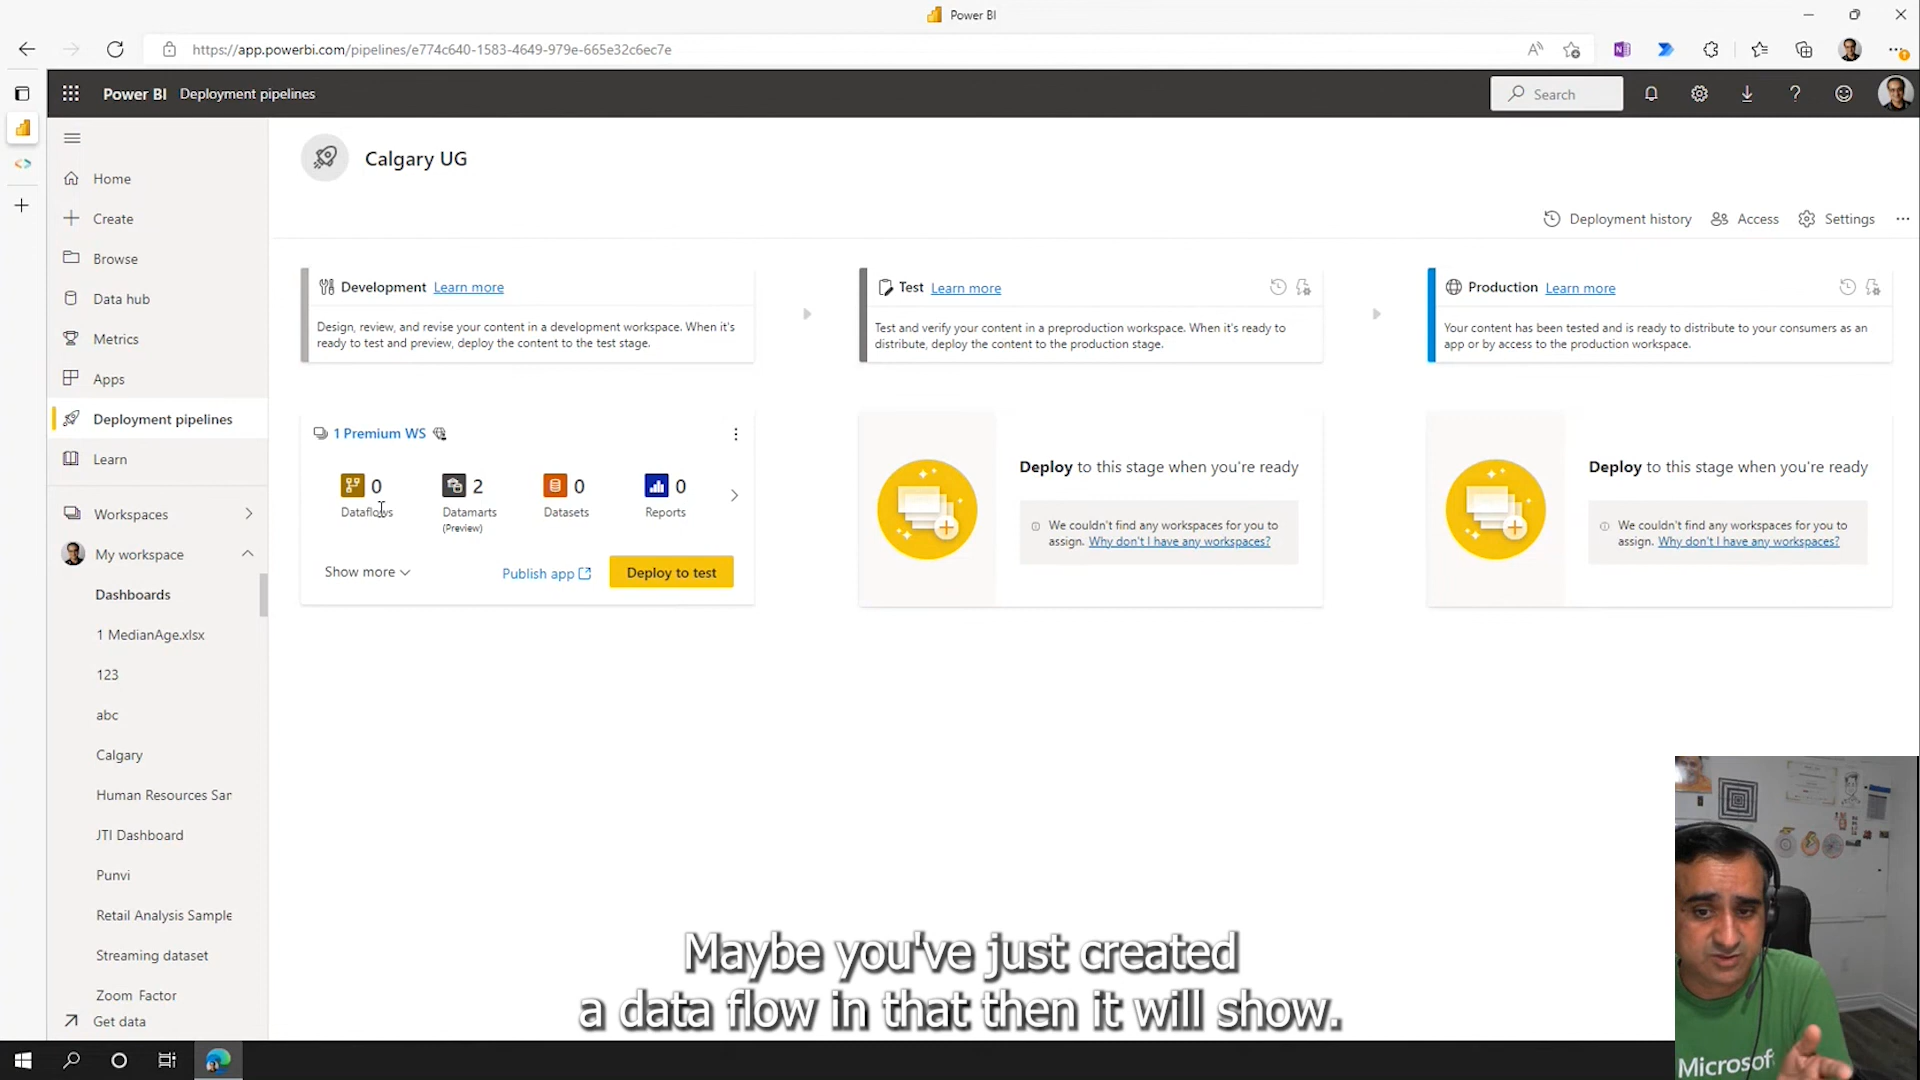 Power BI
https://app.powerbi.com/pipelines/e774c640-1583-4649-979e-665e32c6ec7e
Power BI Deployment pipelines
Search
Calgary UG
Home
Create
Browse
Data hub
Metrics
Apps
Deployment pipelines
Learn
Workspaces
My workspace
Dashboards
1 MedianAge.xlsx
123
abc
Calgary
Human Resources Sar
JTI Dashboard
Punvi
Retail Analysis Sample
Streaming dataset
Zoom Factor
Get data
Deployment history
Access
Settings
Development Learn more
Design, review, and revise your content in a development workspace. When it's
ready to test and preview, deploy the content to the test stage.
Test Learn more
Test and verify your content in a preproduction workspace. When it's ready to
distribute, deploy the content to the production stage.
Production Learn more
Your content has been tested and is ready to distribute to your consumers as an
app or by access to the production workspace.
1 Premium WS
0
Dataflows
2
Datamarts
(Preview)
0
Datasets
0
Reports
Show more
Publish app
Deploy to test
Deploy to this stage when you're ready
We couldn't find any workspaces for you to
assign. Why don't I have any workspaces?
Deploy to this stage when you're ready
We couldn't find any workspaces for you to
assign. Why don't I have any workspaces?
Maybe you've just created
a data flow in that then it will show.
Microsoft